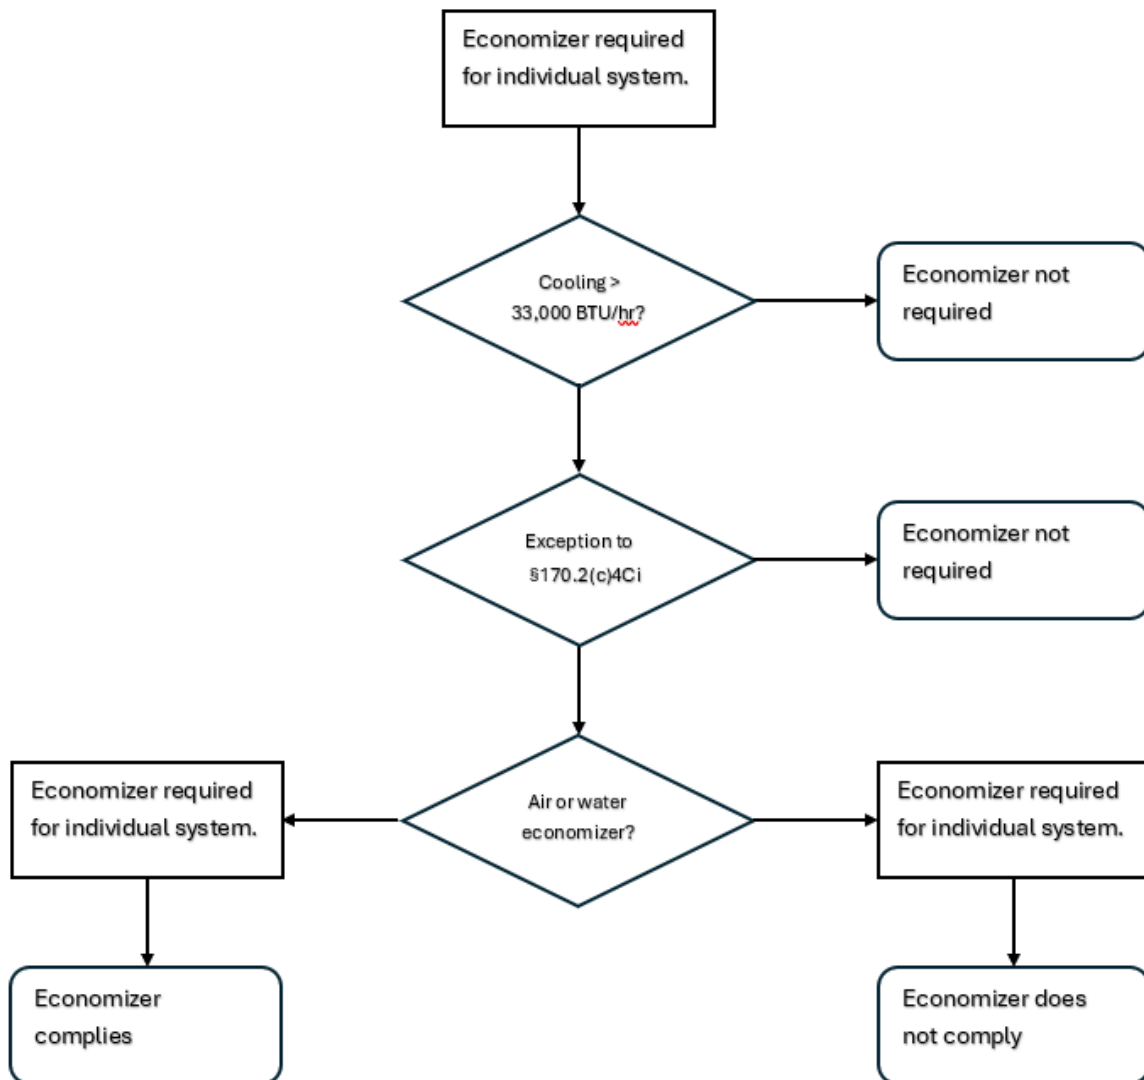 Economizer required
for individual system.
Cooling >
33,000 BTU/hr?
Economizer not
required
Exception to
§170.2(c)4Ci
Economizer not
required
Air or water
economizer?
Economizer required
for individual system.
Economizer required
for individual system.
Economizer
complies
Economizer does
not comply